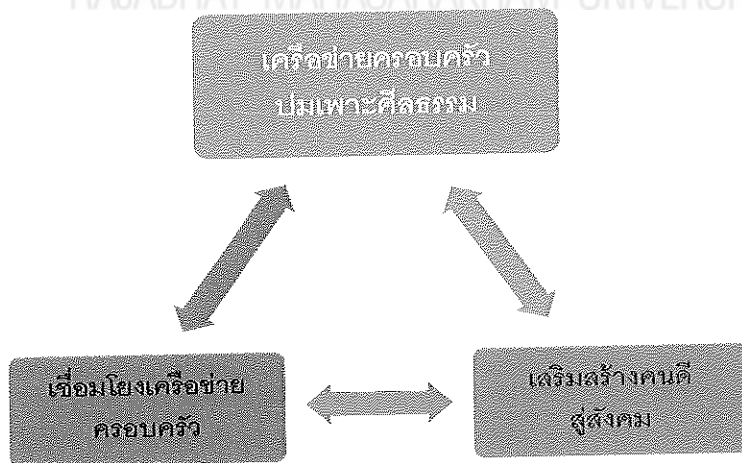 RAJABHAT MAHASARAKHAM UNIVERSI
เครือข่ายครอบครัว
บ่มเพาะศีลธรรม
เชื่อมโยงเครือข่าย
ครอบครัว
เสริมสร้างคนดี
สู่สังคม